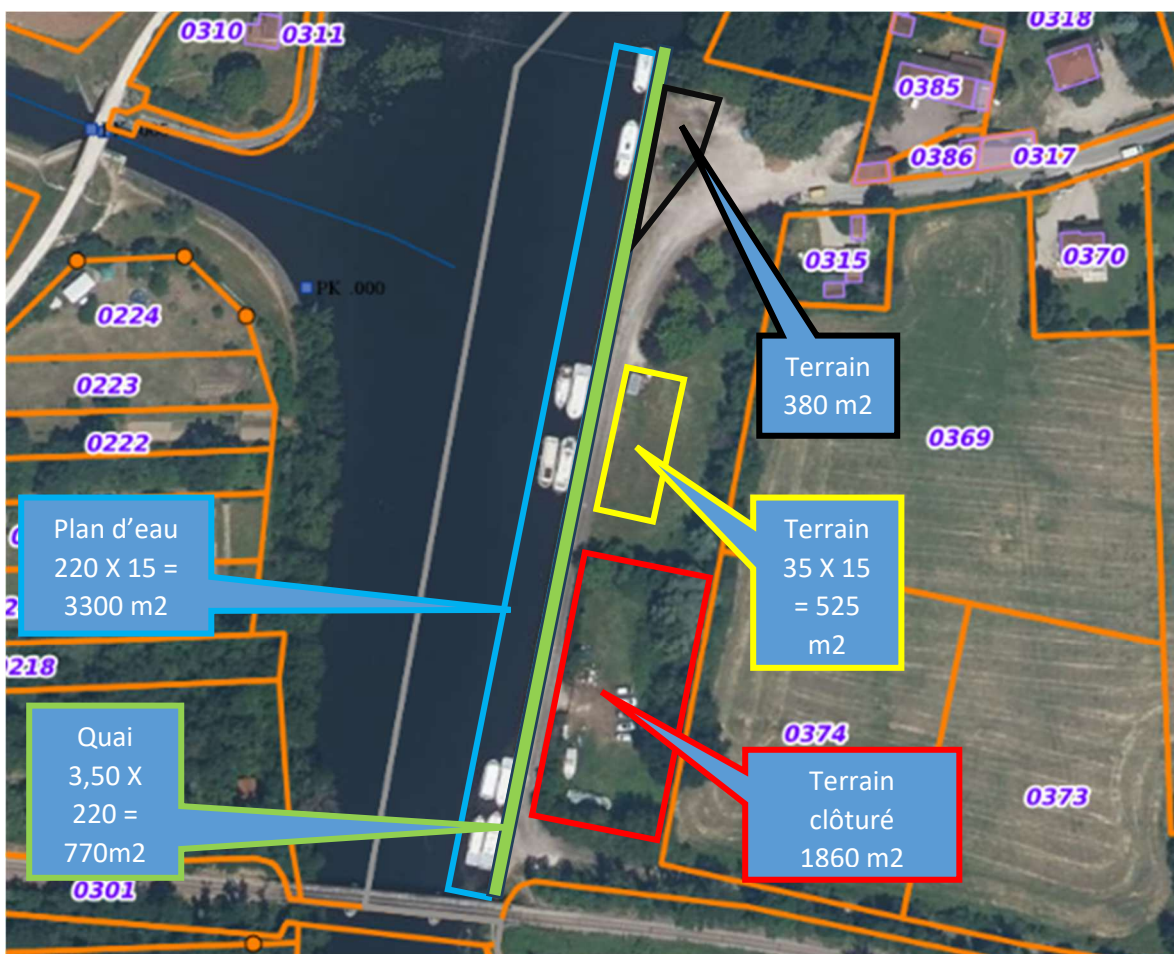 0310
0311
0318
0385
0386
0317
PK .000
0315
0370
0224
0223
0222
Terrain
380 m2
0369
Plan d'eau
220 X 15 =
3300 m2
Terrain
35 X 15
= 525
m2
0218
0374
Quai
3,50 X
220 =
770m2
Terrain
clôturé
1860 m2
0373
0301